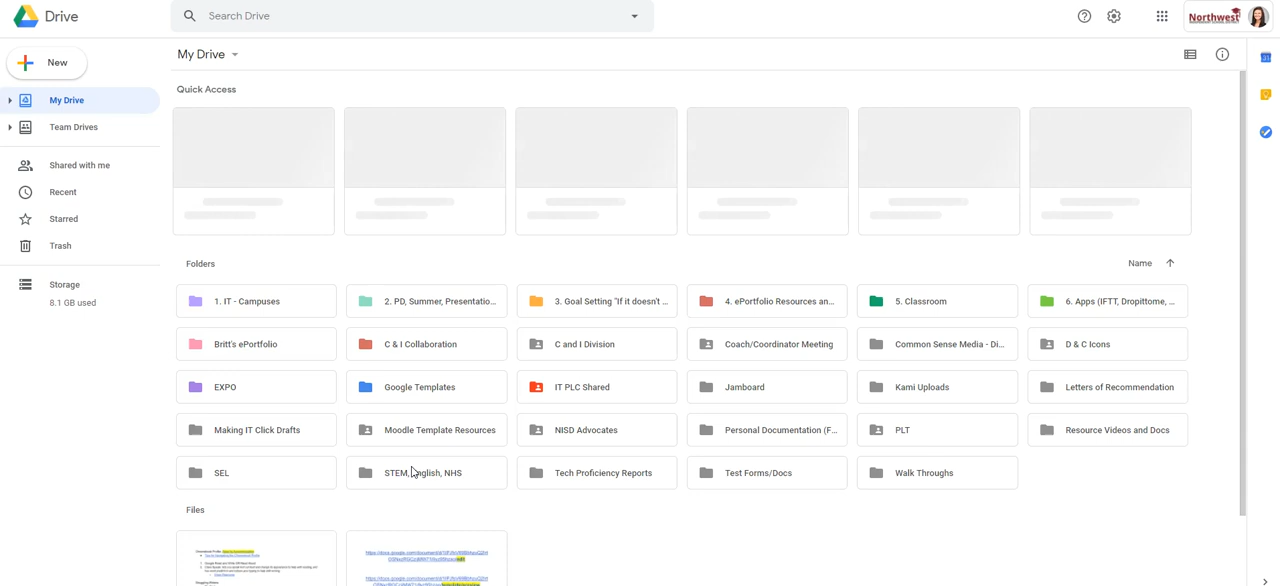 Drive
Search Drive
Northwest
New
My Drive
My Drive
Team Drives
Quick Access
Shared with me
Recent
Starred
Trash
Storage
8.1 GB used
Folders
Name
1. IT - Campuses
2. PD, Summer, Presentatio...
3. Goal Setting "If it doesn't ...
4. ePortfolio Resources an...
5. Classroom
6. Apps (IFTT, Dropittome, ...
Britt's ePortfolio
C & I Collaboration
C and I Division
Coach/Coordinator Meeting
Common Sense Media - Di...
D & C Icons
EXPO
Google Templates
IT PLC Shared
Jamboard
Kami Uploads
Letters of Recommendation
Making IT Click Drafts
Moodle Template Resources
NISD Advocates
Personal Documentation (F...
PLT
Resource Videos and Docs
SEL
STEM, English, NHS
Tech Proficiency Reports
Test Forms/Docs
Walk Throughs
Files